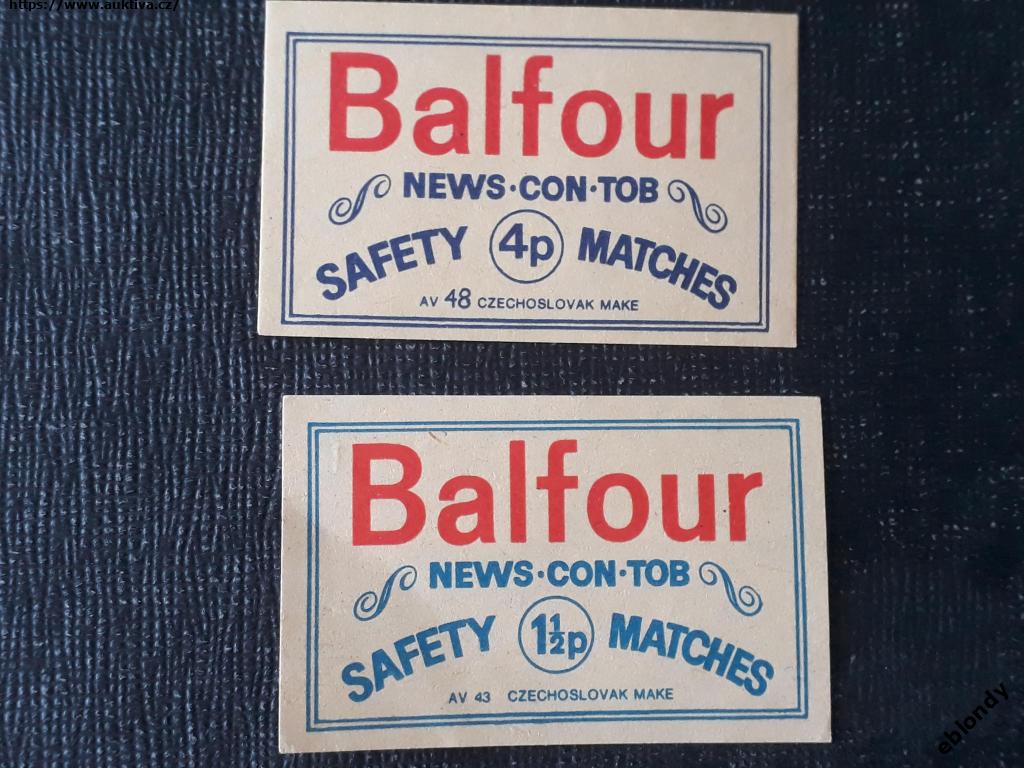 https://www.auktiva.cz/
Balfour
NEWS·CON·TOB
SAFETY 4p MATCHES
AV 48 CZECHOSLOVAK MAKE
Balfour
NEWS·CON·TOB
SAFETY 1½p MATCHES
AV 43 CZECHOSLOVAK MAKE
eblondy